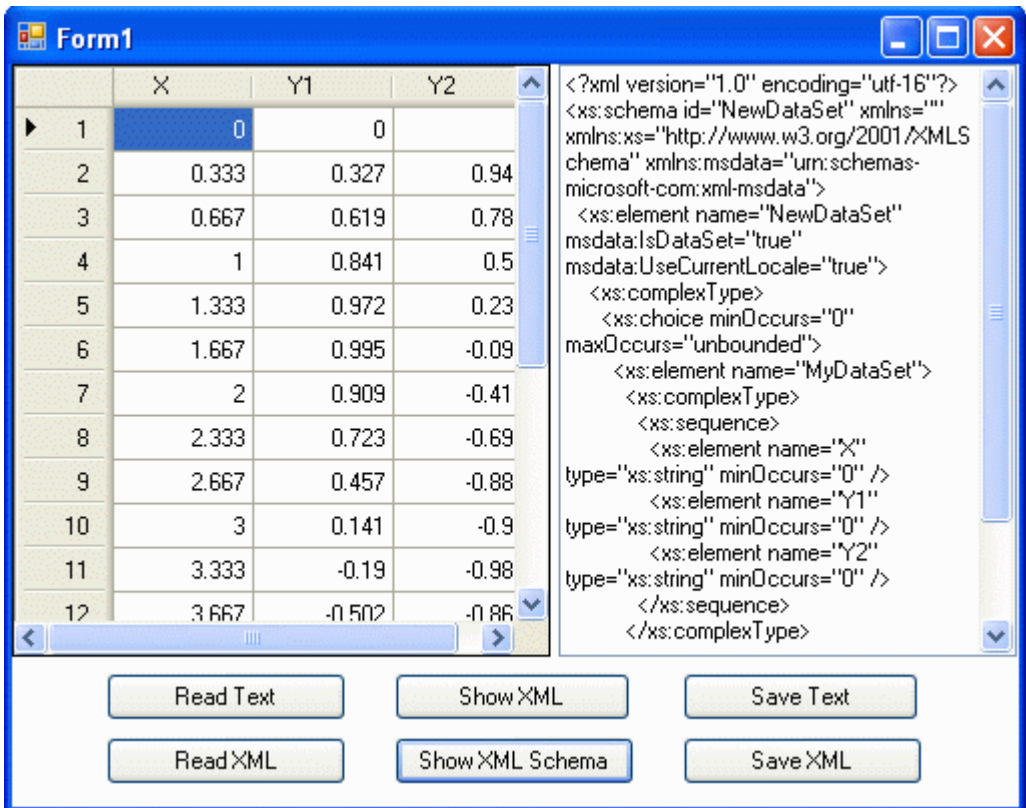 Form1
X Y1 Y2
1 0 0
2 0.333 0.327 0.94
3 0.667 0.619 0.78
4 1 0.841 0.5
5 1.333 0.972 0.23
6 1.667 0.995 -0.09
7 2 0.909 -0.41
8 2.333 0.723 -0.69
9 2.667 0.457 -0.88
10 3 0.141 -0.9
11 3.333 -0.19 -0.98
12 3.667 -0.502 -0.86
<?xml version="1.0" encoding="utf-16"?>
<xs:schema id="NewDataSet" xmlns=""
xmlns:xs="http://www.w3.org/2001/XMLS
chema" xmlns:msdata="urn:schemas-
microsoft-com:xml-msdata">
<xs:element name="NewDataSet"
msdata:IsDataSet="true"
msdata:UseCurrentLocale="true">
<xs:complexType>
<xs:choice minOccurs="0"
maxOccurs="unbounded">
<xs:element name="MyDataSet">
<xs:complexType>
<xs:sequence>
<xs:element name="X"
type="xs:string" minOccurs="0" />
<xs:element name="Y1"
type="xs:string" minOccurs="0" />
<xs:element name="Y2"
type="xs:string" minOccurs="0" />
</xs:sequence>
</xs:complexType>
Read Text Show XML Save Text
Read XML Show XML Schema Save XML